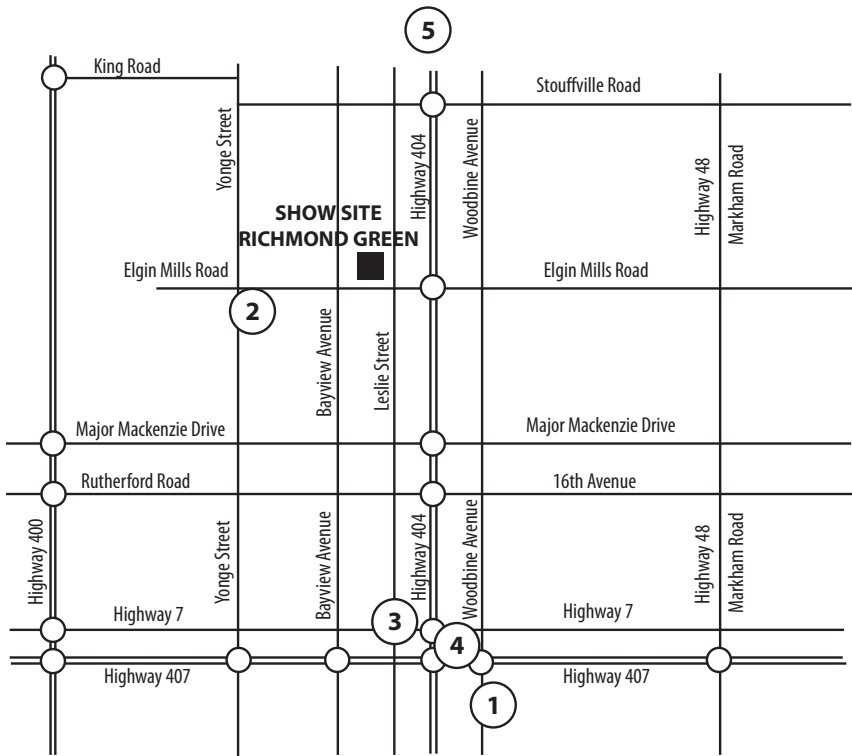 5
King Road
Stouffville Road
Yonge Street
Highway 404
Woodbine Avenue
Highway 48
Markham Road
SHOW SITE
RICHMOND GREEN
Elgin Mills Road
Elgin Mills Road
2
Bayview Avenue
Leslie Street
Major Mackenzie Drive
Major Mackenzie Drive
Rutherford Road
16th Avenue
Highway 400
Yonge Street
Bayview Avenue
Highway 404
Woodbine Avenue
Highway 48
Markham Road
Highway 7
3
Highway 7
4
Highway 407
Highway 407
1